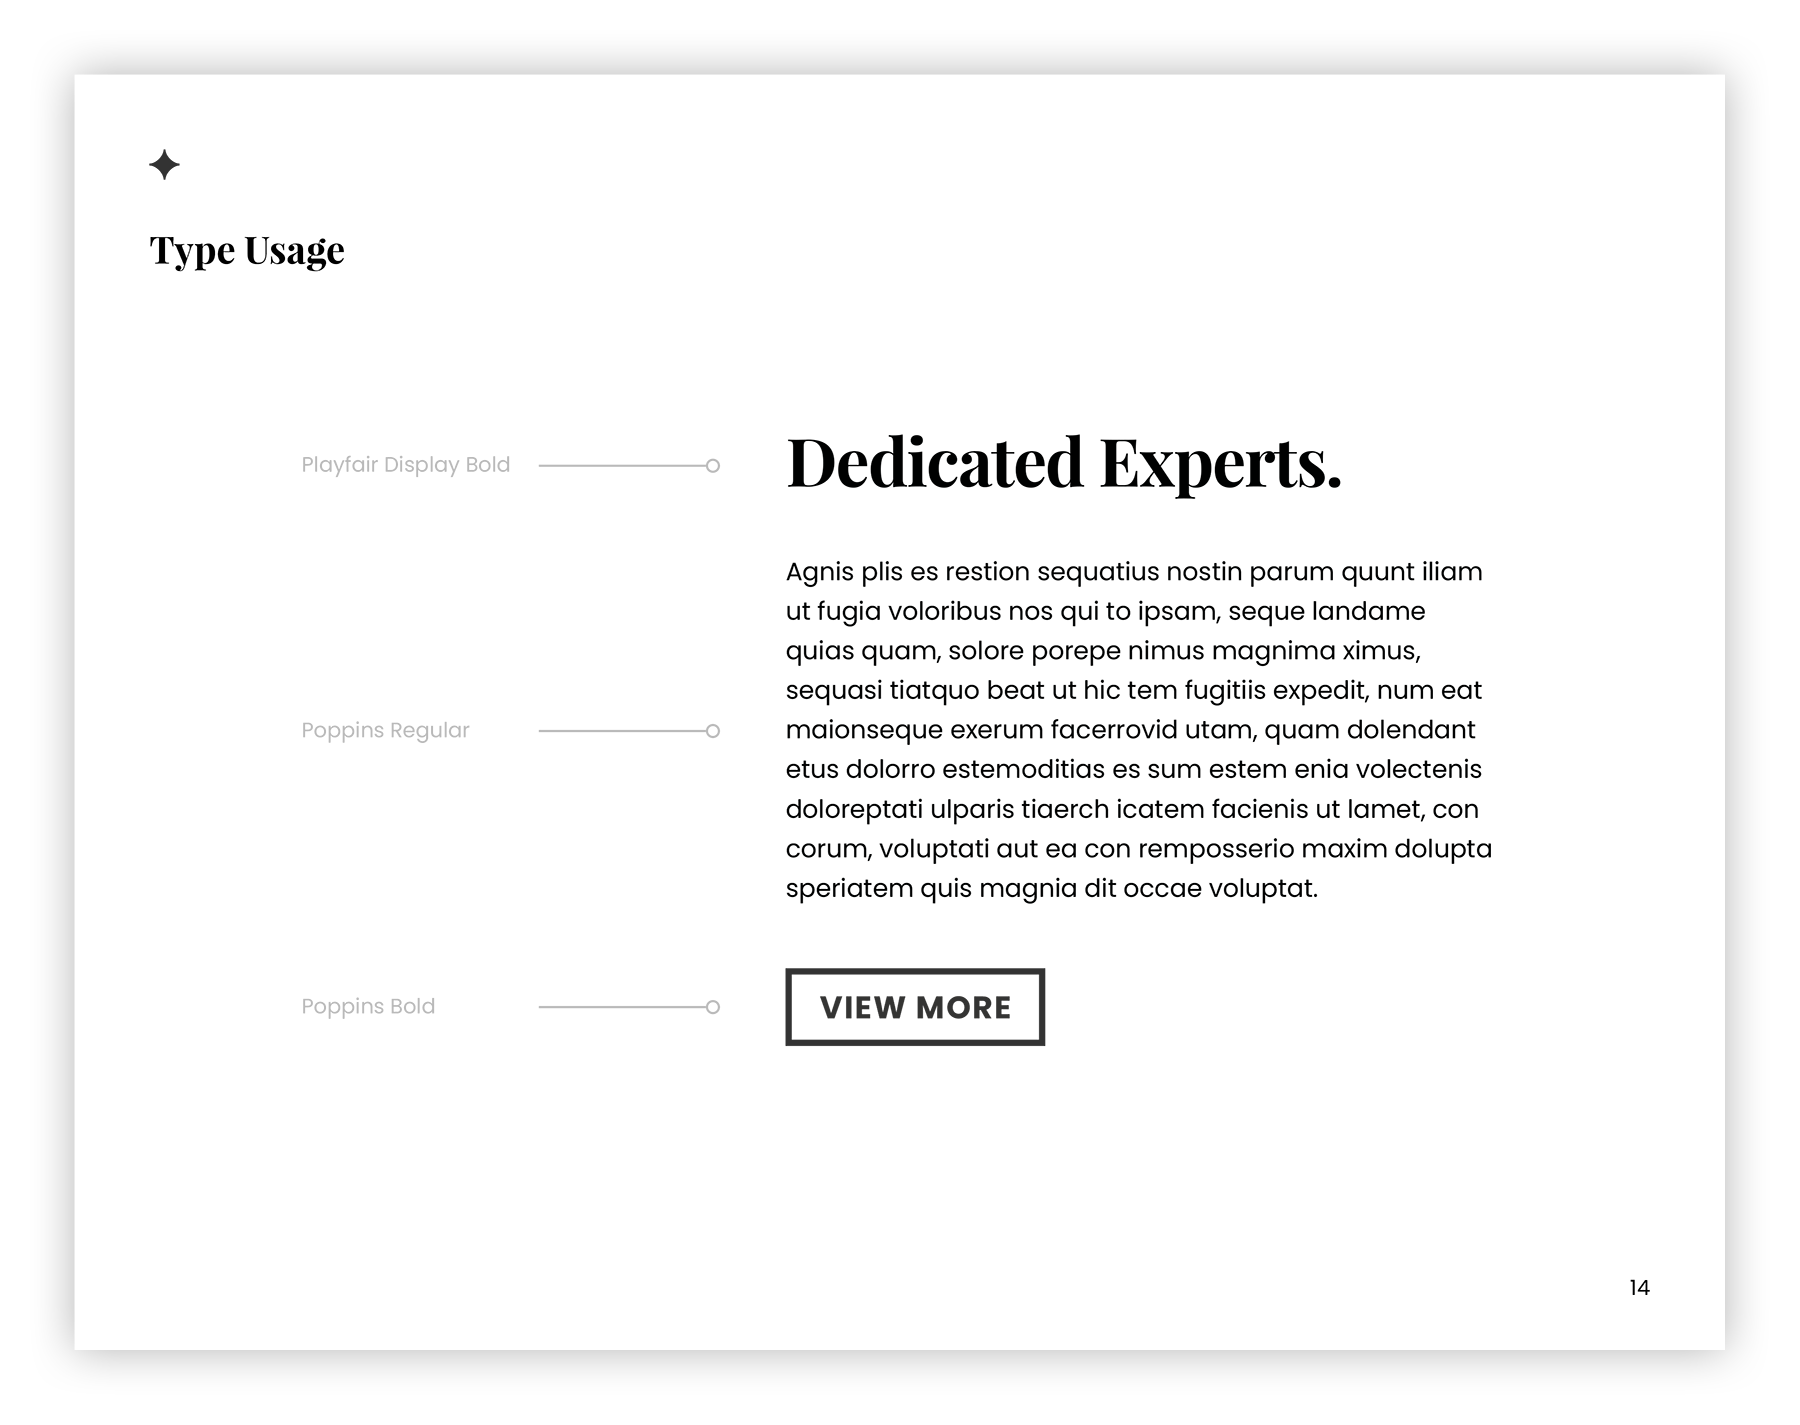 Type Usage
Playfair Display Bold
Dedicated Experts.
Poppins Regular
Agnis plis es restion sequatius nostin parum quunt iliam
ut fugia voloribus nos qui to ipsam, seque landame
quias quam, solore porepe nimus magnima ximus,
sequasi tiatquo beat ut hic tem fugitiis expedit, num eat
maionseque exerum facerrovid utam, quam dolendant
etus dolorro estemoditias es sum estem enia volectenis
doloreptati ulparis tiaerch icatem facienis ut lamet, con
corum, voluptati aut ea con remposserio maxim dolupta
speriatem quis magnia dit occae voluptat.
Poppins Bold
VIEW MORE
14